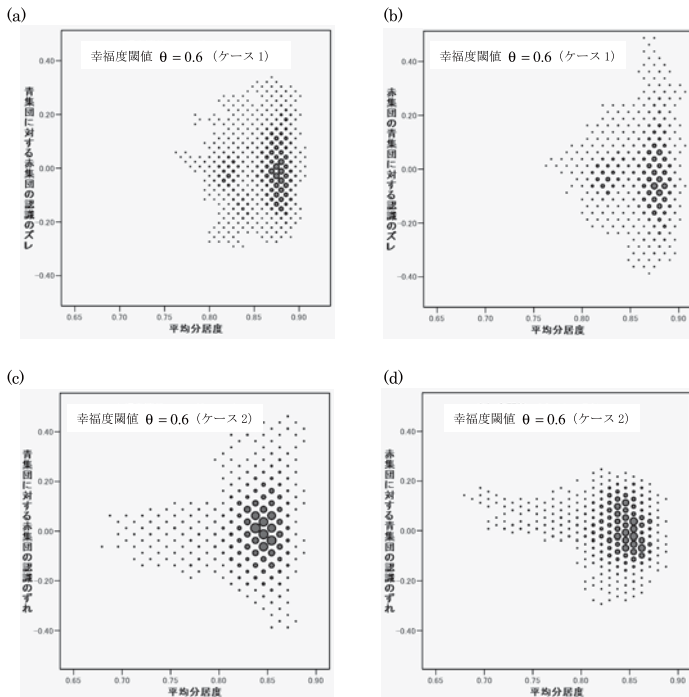 (a)
幸福度閾値 θ = 0.6 (ケース 1)
青集団に対する赤集団の認識のズレ
0.40
0.20
0.00
-0.20
-0.40
0.65 0.70 0.75 0.80 0.85 0.90
平均分居度
(b)
幸福度閾値 θ = 0.6 (ケース 1)
赤集団の青集団に対する認識のズレ
0.40
0.20
0.00
-0.20
-0.40
0.65 0.70 0.75 0.80 0.85 0.90
平均分居度
(c)
幸福度閾値 θ = 0.6 (ケース 2)
青集団に対する赤集団の認識のずれ
0.40
0.20
0.00
-0.20
-0.40
0.65 0.70 0.75 0.80 0.85 0.90
平均分居度
(d)
幸福度閾値 θ = 0.6 (ケース 2)
赤集団に対する青集団の認識のずれ
0.40
0.20
0.00
-0.20
-0.40
0.65 0.70 0.75 0.80 0.85 0.90
平均分居度